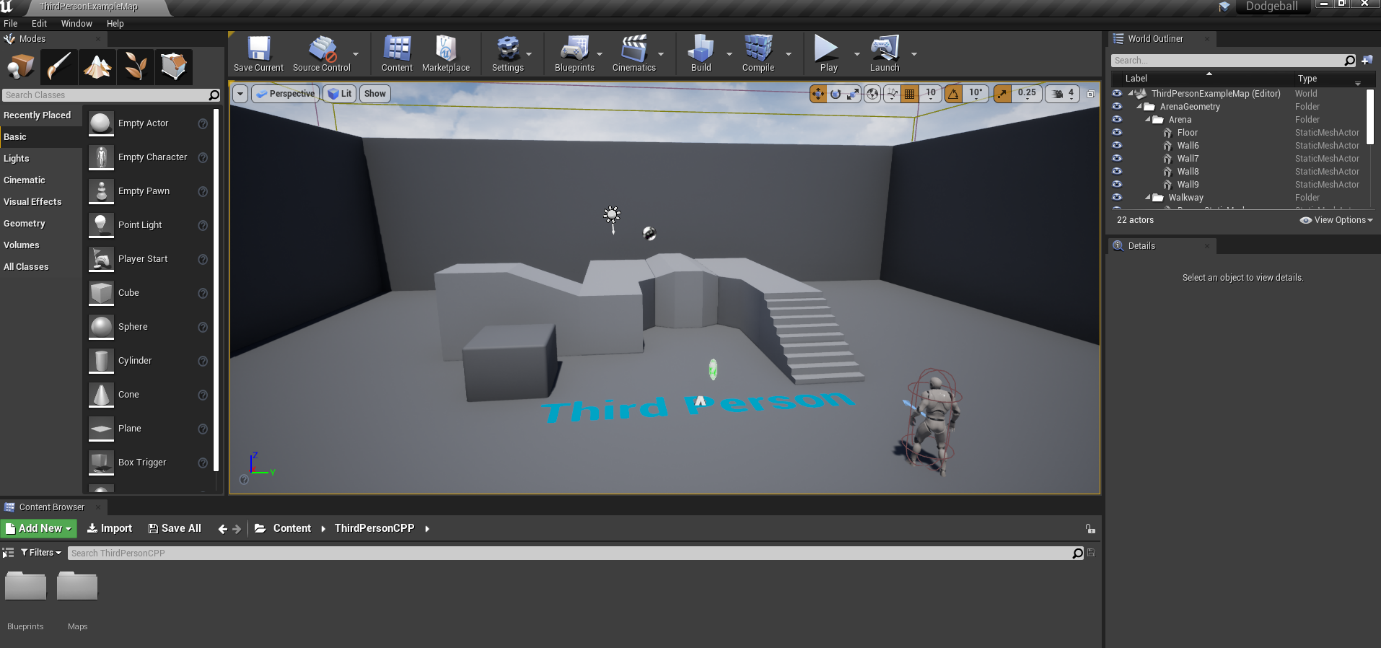 ThirdPersonExampleMap
Dodgeball
File Edit Window Help
Modes
Search Classes
Recently Placed
Basic
Lights
Cinematic
Visual Effects
Geometry
Volumes
All Classes
Empty Actor
Empty Character
Empty Pawn
Point Light
Player Start
Cube
Sphere
Cylinder
Cone
Plane
Box Trigger
Save Current
Source Control
Content
Marketplace
Settings
Blueprints
Cinematics
Build
Compile
Play
Launch
Perspective
Lit
Show
10
10°
0.25
4
Third Person
Z
Y
World Outliner
Search...
Label Type
ThirdPersonExampleMap (Editor) World
ArenaGeometry Folder
Arena Folder
Floor StaticMeshActor
Wall6 StaticMeshActor
Wall7 StaticMeshActor
Wall8 StaticMeshActor
Wall9 StaticMeshActor
Walkway Folder
22 actors
View Options
Details
Select an object to view details.
Content Browser
Add New
Import
Save All
Content
ThirdPersonCPP
Filters
Search ThirdPersonCPP
Blueprints
Maps